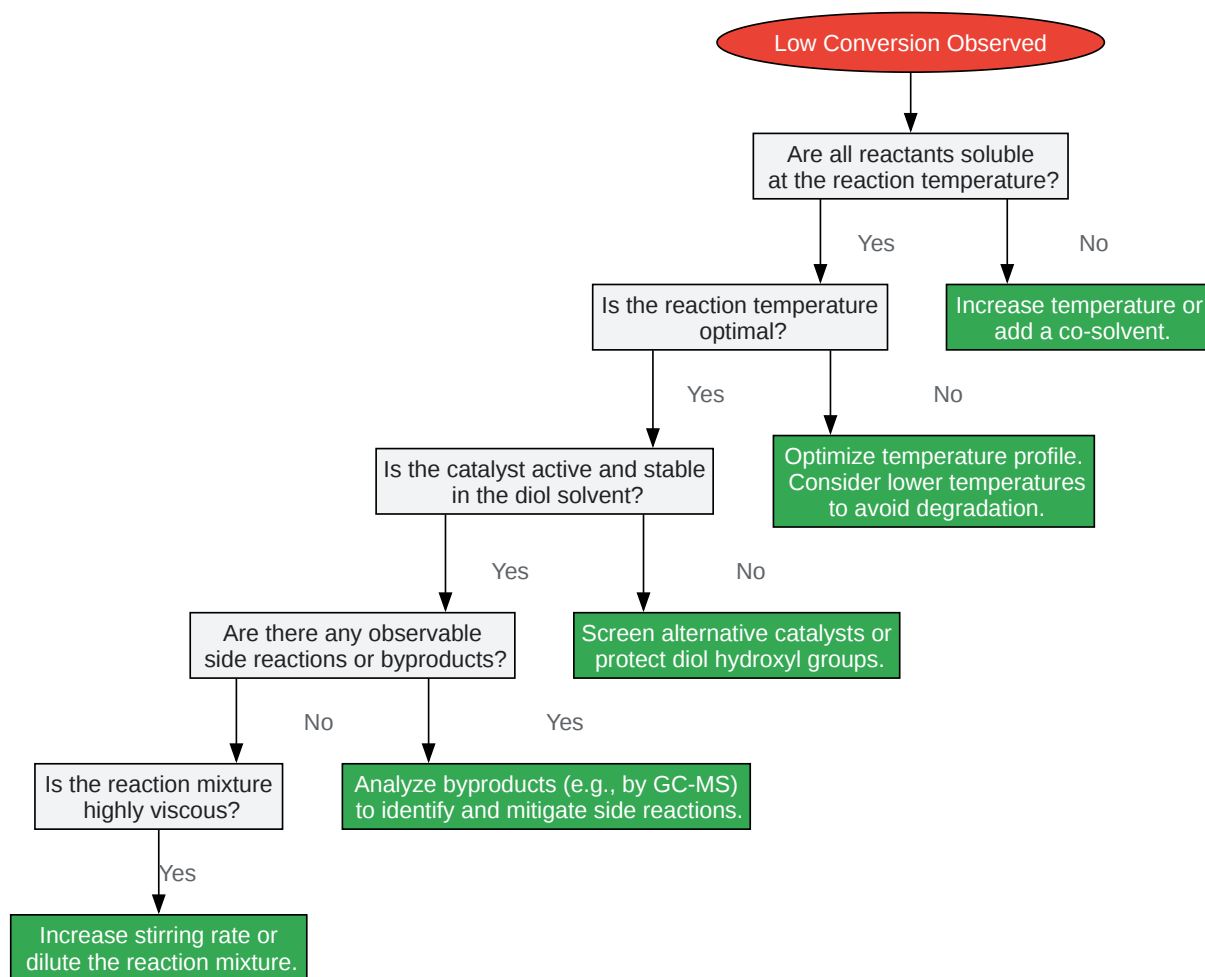 Low Conversion Observed
Are all reactants soluble
at the reaction temperature?
Yes
No
Is the reaction temperature
optimal?
Increase temperature or
add a co-solvent.
Yes
No
Is the catalyst active and stable
in the diol solvent?
Optimize temperature profile.
Consider lower temperatures
to avoid degradation.
Yes
No
Are there any observable
side reactions or byproducts?
Screen alternative catalysts or
protect diol hydroxyl groups.
No
Yes
Is the reaction mixture
highly viscous?
Analyze byproducts (e.g., by GC-MS)
to identify and mitigate side reactions.
Yes
Increase stirring rate or
dilute the reaction mixture.